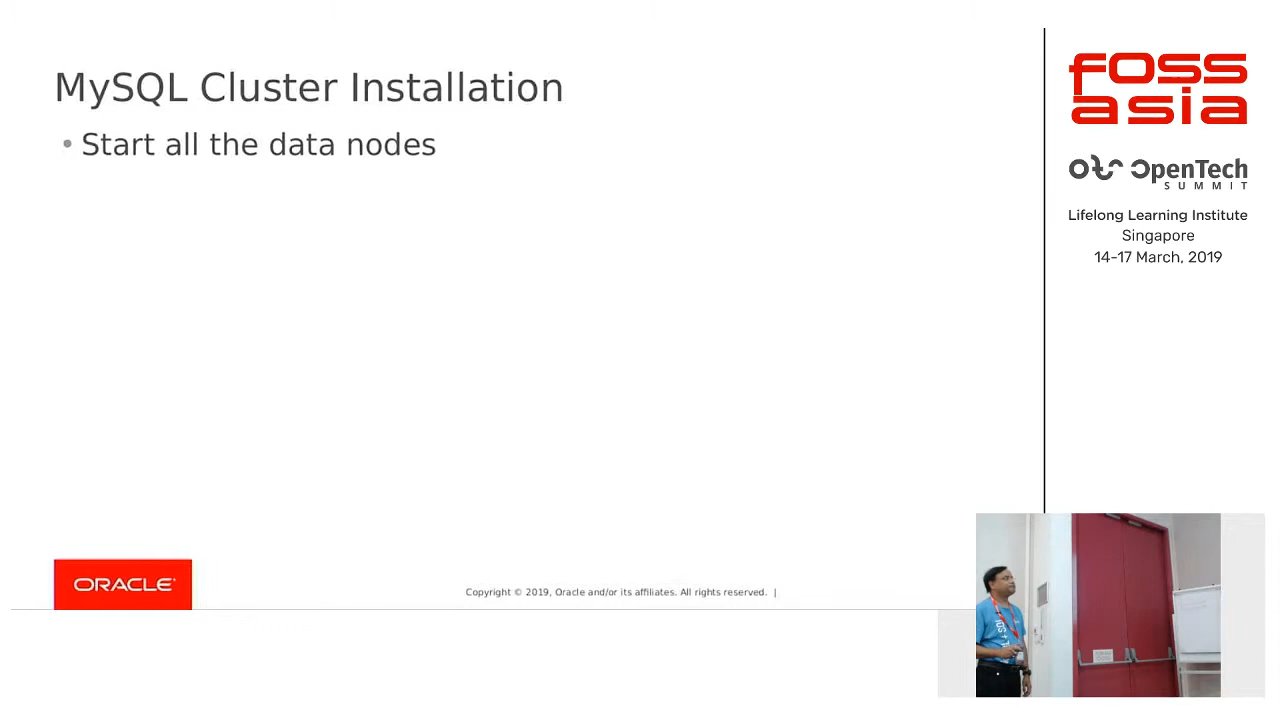 MySQL Cluster Installation
• Start all the data nodes
ORACLE
Copyright © 2019, Oracle and/or its affiliates. All rights reserved. |
fOSS
asia
OpenTech
SUMMIT
Lifelong Learning Institute
Singapore
14-17 March, 2019